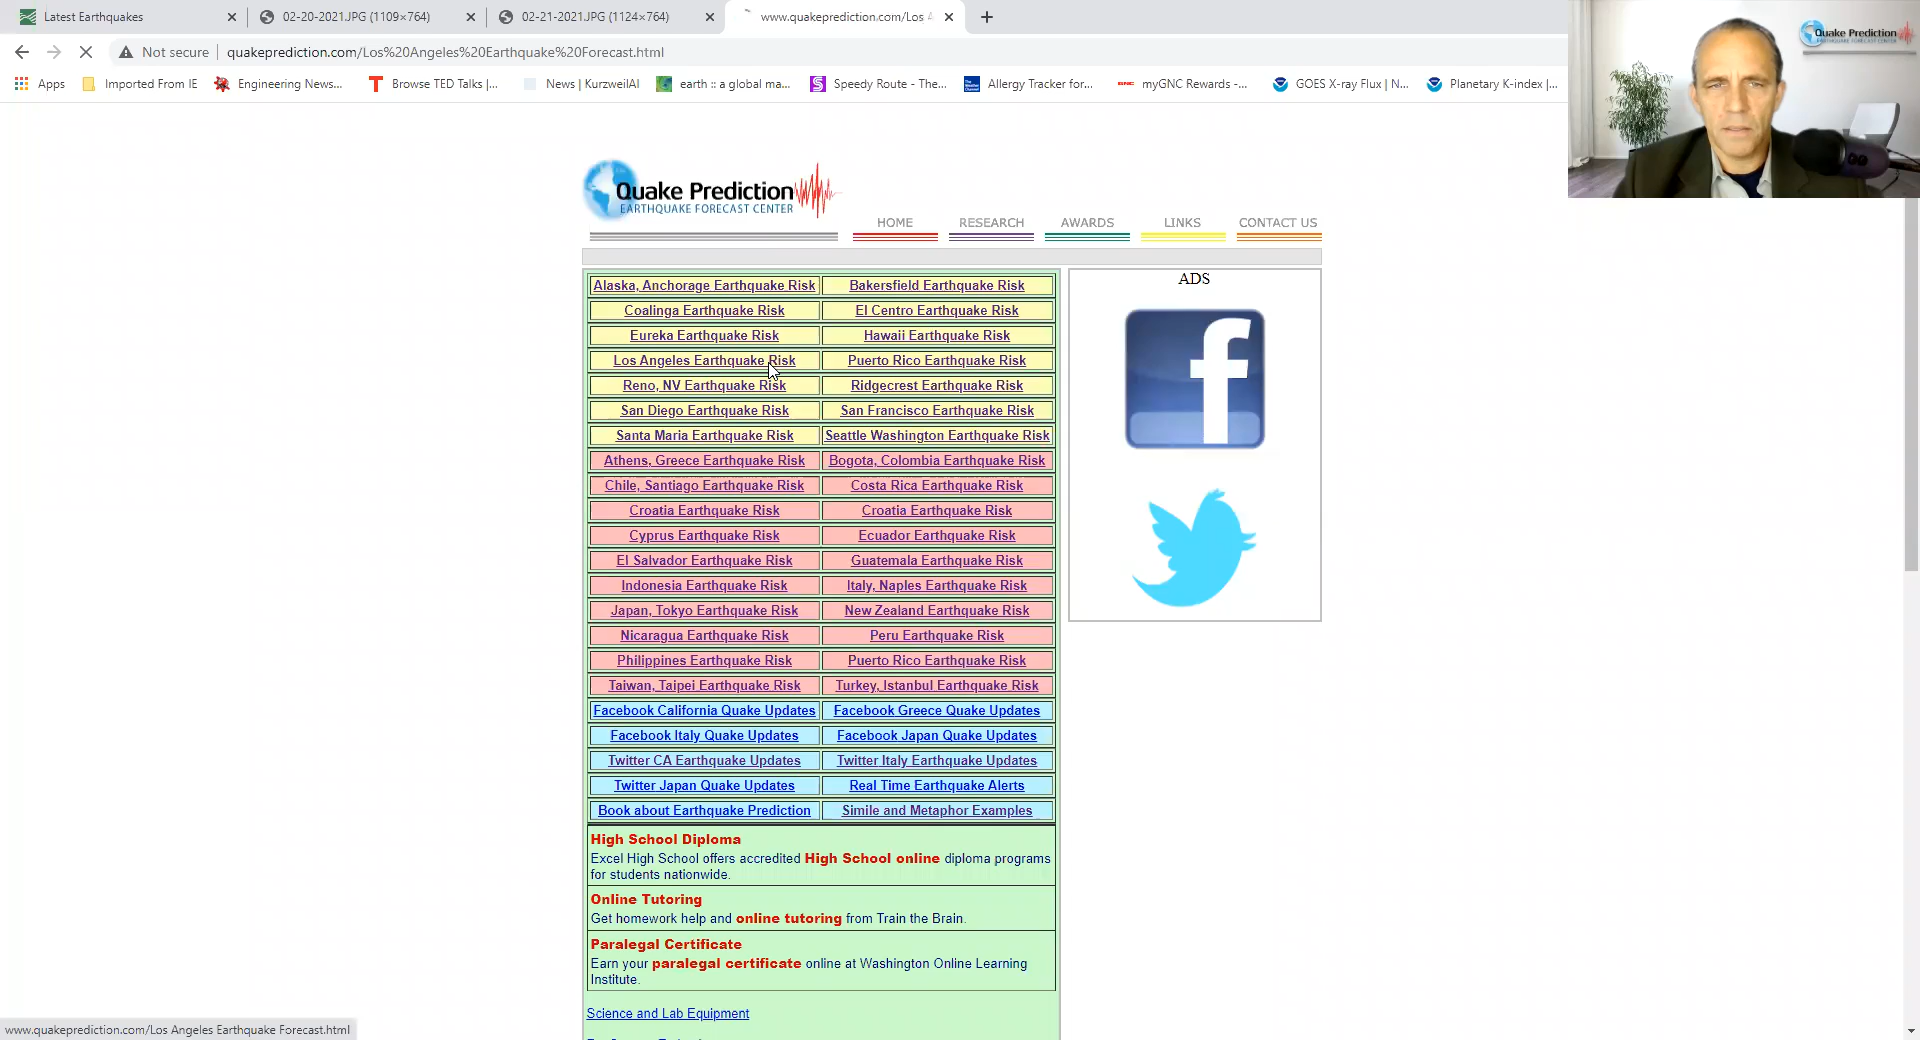 Latest Earthquakes
02-20-2021.JPG (1109×764)
02-21-2021.JPG (1124×764)
www.quakeprediction.com/Los
Not secure
quakeprediction.com/Los%20Angeles%20Earthquake%20Forecast.html
Apps
Imported From IE
Engineering News...
Browse TED Talks |...
News | KurzweilAI
earth :: a global ma...
Speedy Route - The...
Allergy Tracker for...
myGNC Rewards -...
GOES X-ray Flux | N...
Planetary K-index |...
Quake Prediction
EARTHQUAKE FORECAST CENTER
Quake Prediction
EARTHQUAKE FORECAST CENTER
HOME
RESEARCH
AWARDS
LINKS
CONTACT US
Alaska, Anchorage Earthquake Risk
Bakersfield Earthquake Risk
Coalinga Earthquake Risk
El Centro Earthquake Risk
Eureka Earthquake Risk
Hawaii Earthquake Risk
Los Angeles Earthquake Risk
Puerto Rico Earthquake Risk
Reno, NV Earthquake Risk
Ridgecrest Earthquake Risk
San Diego Earthquake Risk
San Francisco Earthquake Risk
Santa Maria Earthquake Risk
Seattle Washington Earthquake Risk
Athens, Greece Earthquake Risk
Bogota, Colombia Earthquake Risk
Chile, Santiago Earthquake Risk
Costa Rica Earthquake Risk
Croatia Earthquake Risk
Croatia Earthquake Risk
Cyprus Earthquake Risk
Ecuador Earthquake Risk
El Salvador Earthquake Risk
Guatemala Earthquake Risk
Indonesia Earthquake Risk
Italy, Naples Earthquake Risk
Japan, Tokyo Earthquake Risk
New Zealand Earthquake Risk
Nicaragua Earthquake Risk
Peru Earthquake Risk
Philippines Earthquake Risk
Puerto Rico Earthquake Risk
Taiwan, Taipei Earthquake Risk
Turkey, Istanbul Earthquake Risk
Facebook California Quake Updates
Facebook Greece Quake Updates
Facebook Italy Quake Updates
Facebook Japan Quake Updates
Twitter CA Earthquake Updates
Twitter Italy Earthquake Updates
Twitter Japan Quake Updates
Real Time Earthquake Alerts
Book about Earthquake Prediction
Simile and Metaphor Examples
ADS
High School Diploma
Excel High School offers accredited High School online diploma programs
for students nationwide.
Online Tutoring
Get homework help and online tutoring from Train the Brain.
Paralegal Certificate
Earn your paralegal certificate online at Washington Online Learning
Institute.
Science and Lab Equipment
www.quakeprediction.com/Los Angeles Earthquake Forecast.html